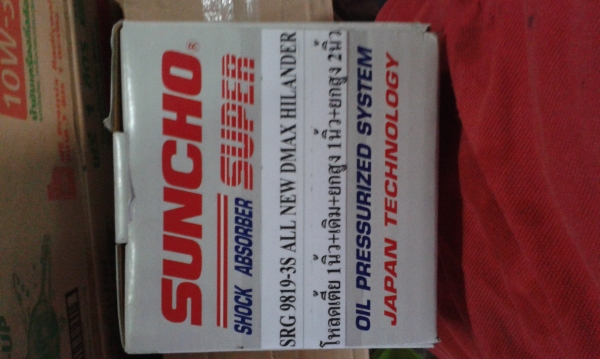 SUNCHO®
SHOCK ABSORBER SUPER
SRG 9819-3S ALL NEW DMAX HILANDER
โหลดเตี้ย 1นิ้ว+เดิม+ยกสูง 1นิ้ว+ยกสูง 2นิ้ว
OIL PRESSURIZED SYSTEM
JAPAN TECHNOLOGY
10W-3
UP